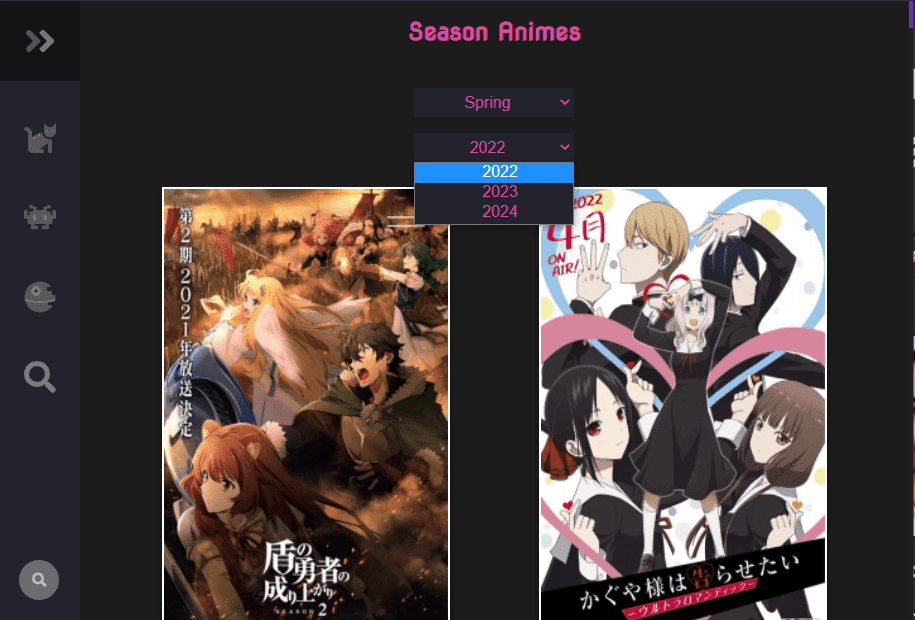 Season Animes
Spring
2022
2022
2023
2024
第2期 2021年放送決定
盾の勇者の
成り上がり
SEASON 2
2022
4月
ON
AIR!
かぐや様は告らせたい
－ウルトラロマンティック－